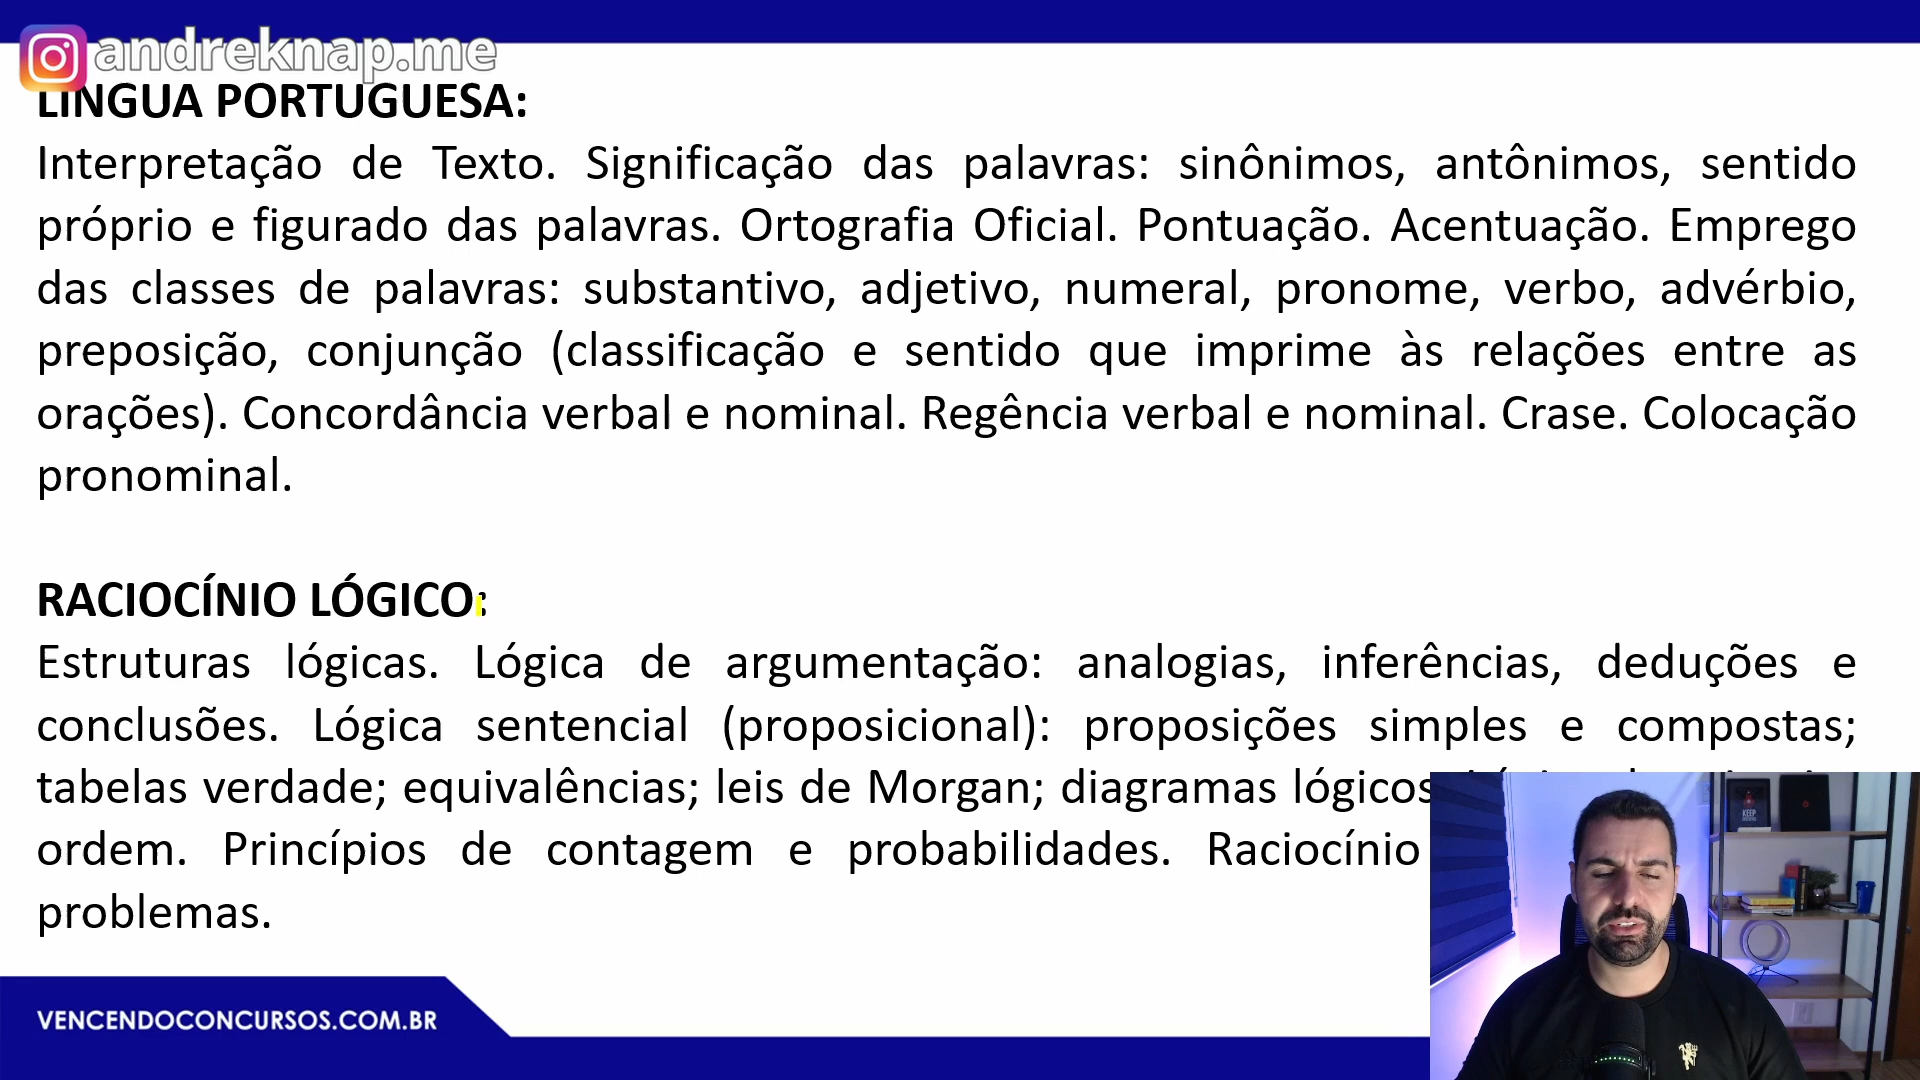 andreknap.me
LÍNGUA PORTUGUESA:
Interpretação de Texto. Significação das palavras: sinônimos, antônimos, sentido
próprio e figurado das palavras. Ortografia Oficial. Pontuação. Acentuação. Emprego
das classes de palavras: substantivo, adjetivo, numeral, pronome, verbo, advérbio,
preposição, conjunção (classificação e sentido que imprime às relações entre as
orações). Concordância verbal e nominal. Regência verbal e nominal. Crase. Colocação
pronominal.
RACIOCÍNIO LÓGICO:
Estruturas lógicas. Lógica de argumentação: analogias, inferências, deduções e
conclusões. Lógica sentencial (proposicional): proposições simples e compostas;
tabelas verdade; equivalências; leis de Morgan; diagramas lógicos
ordem. Princípios de contagem e probabilidades. Raciocínio
problemas.
KEEP
VENCENDOCONCURSOS.COM.BR